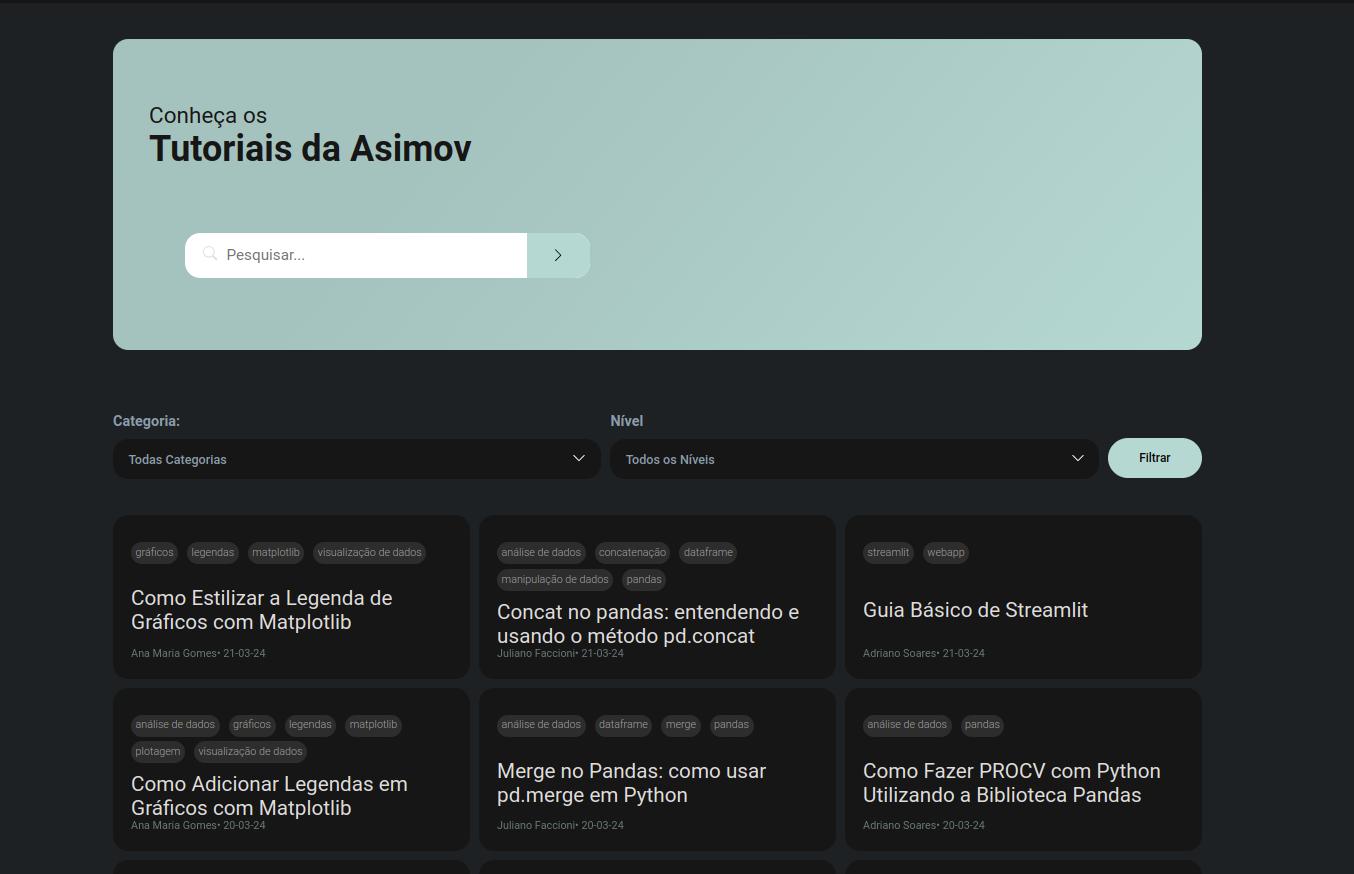 Conheça os
Tutoriais da Asimov
Pesquisar...
Categoria:
Nível
Todas Categorias
Todos os Níveis
Filtrar
gráficos legendas matplotlib visualização de dados
Como Estilizar a Legenda de
Gráficos com Matplotlib
Ana Maria Gomes• 21-03-24
análise de dados concatenação dataframe
manipulação de dados pandas
Concat no pandas: entendendo e
usando o método pd.concat
Juliano Faccioni• 21-03-24
streamlit webapp
Guia Básico de Streamlit
Adriano Soares• 21-03-24
análise de dados gráficos legendas matplotlib
plotagem visualização de dados
Como Adicionar Legendas em
Gráficos com Matplotlib
Ana Maria Gomes• 20-03-24
análise de dados dataframe merge pandas
Merge no Pandas: como usar
pd.merge em Python
Juliano Faccioni• 20-03-24
análise de dados pandas
Como Fazer PROCV com Python
Utilizando a Biblioteca Pandas
Adriano Soares• 20-03-24